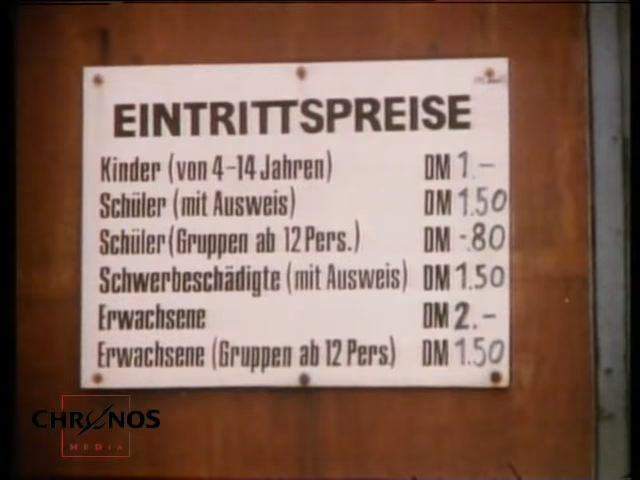 EINTRITTSPREISE
Kinder (von 4-14 Jahren) DM 1.-
Schüler (mit Ausweis) DM 1.50
Schüler (Gruppen ab 12 Pers.) DM -.80
Schwerbeschädigte (mit Ausweis) DM 1.50
Erwachsene DM 2.-
Erwachsene (Gruppen ab 12 Pers) DM 1.50
CHRONOS
MEDIA